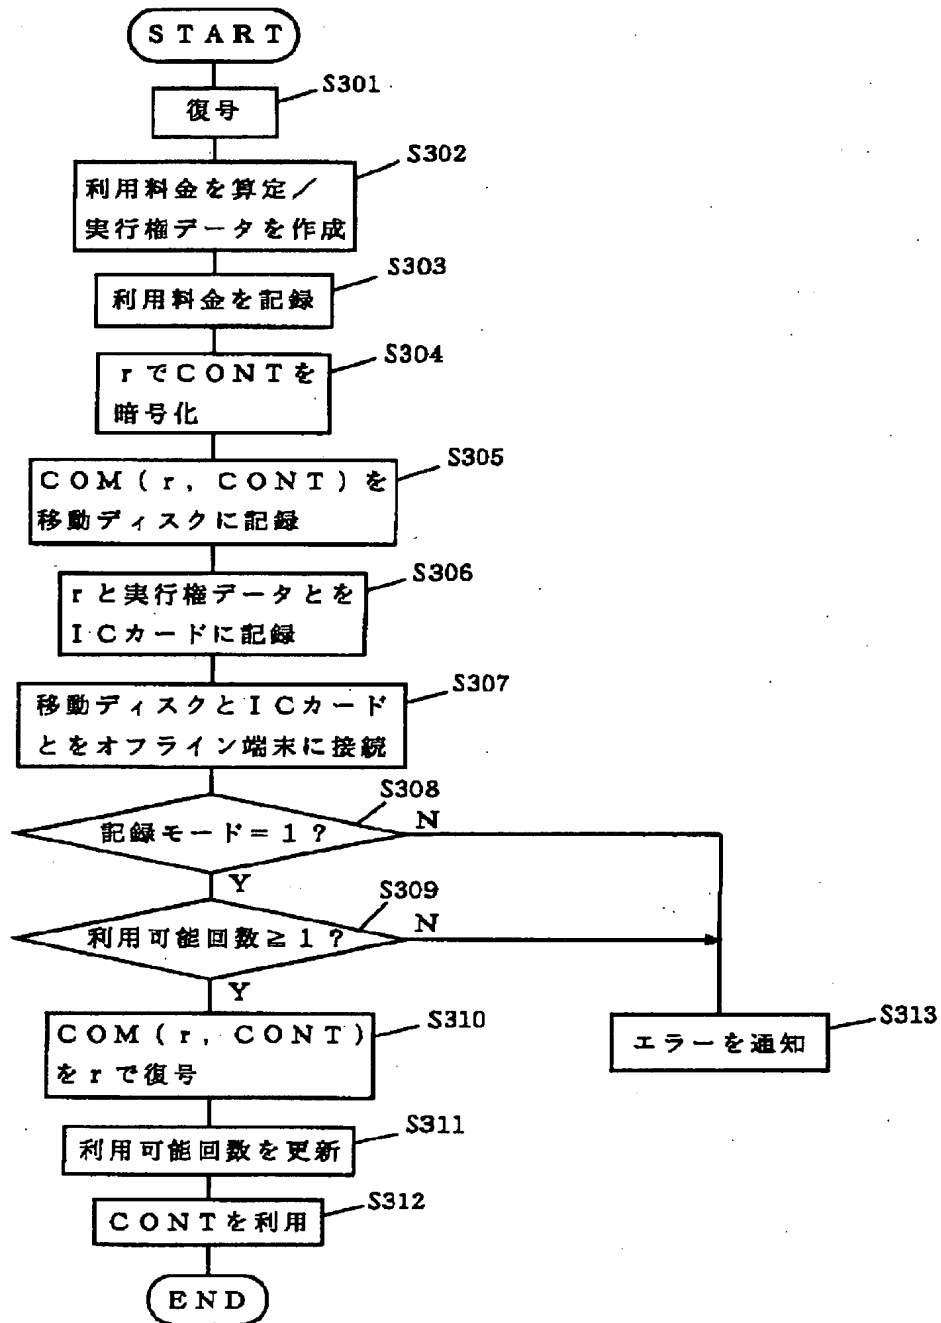 START
S301
復号
S302
利用料金を算定／
実行権データを作成
S303
利用料金を記録
S304
rでCONTを
暗号化
S305
COM(r, CONT)を
移動ディスクに記録
S306
rと実行権データとを
ICカードに記録
S307
移動ディスクとICカード
とをオフライン端末に接続
S308
記録モード=1?
N
Y
S309
利用可能回数≧1?
N
Y
S310
COM(r, CONT)
をrで復号
S313
エラーを通知
S311
利用可能回数を更新
S312
CONTを利用
END